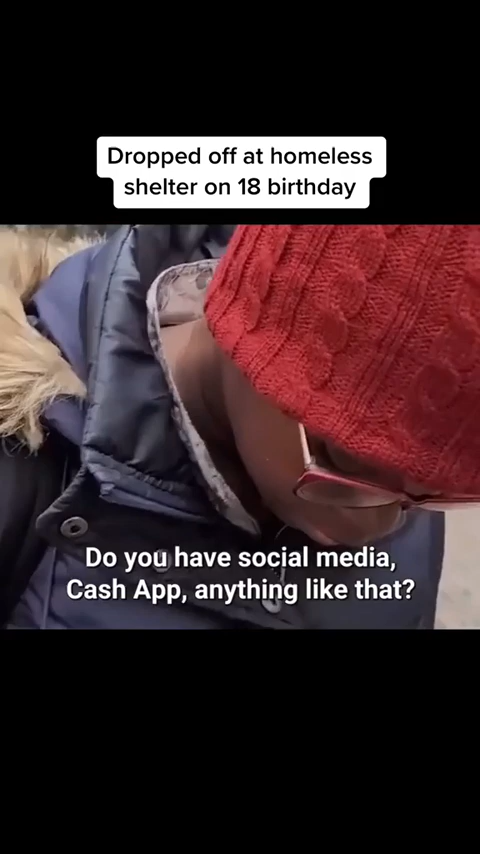 Dropped off at homeless
shelter on 18 birthday
Do you have social media,
Cash App, anything like that?